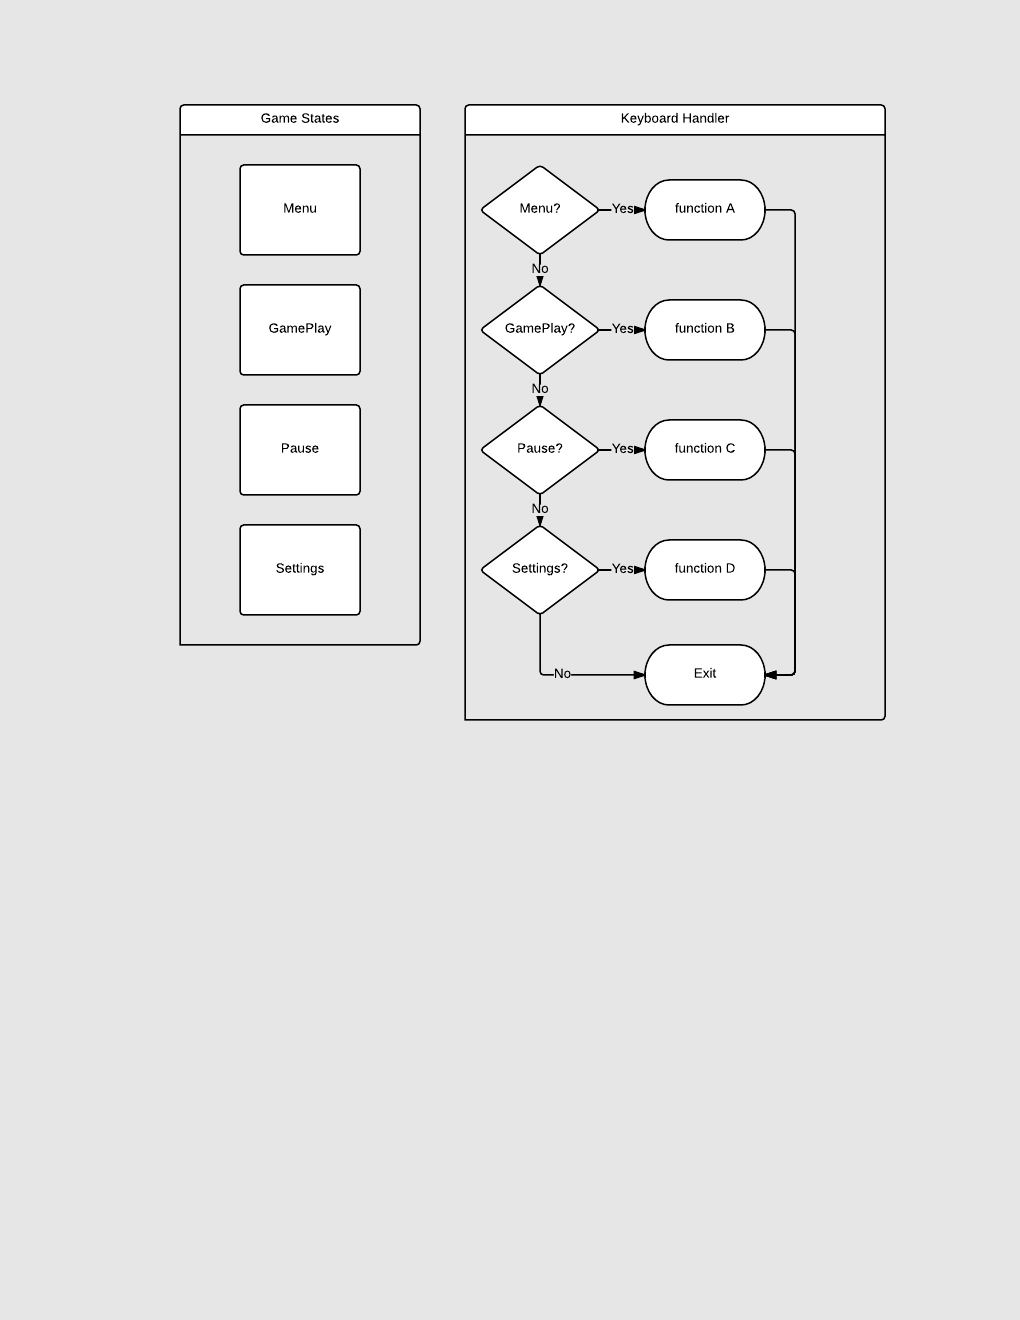 Game States
Menu
GamePlay
Pause
Settings
Keyboard Handler
Menu?
Yes
function A
No
GamePlay?
Yes
function B
No
Pause?
Yes
function C
No
Settings?
Yes
function D
No
Exit